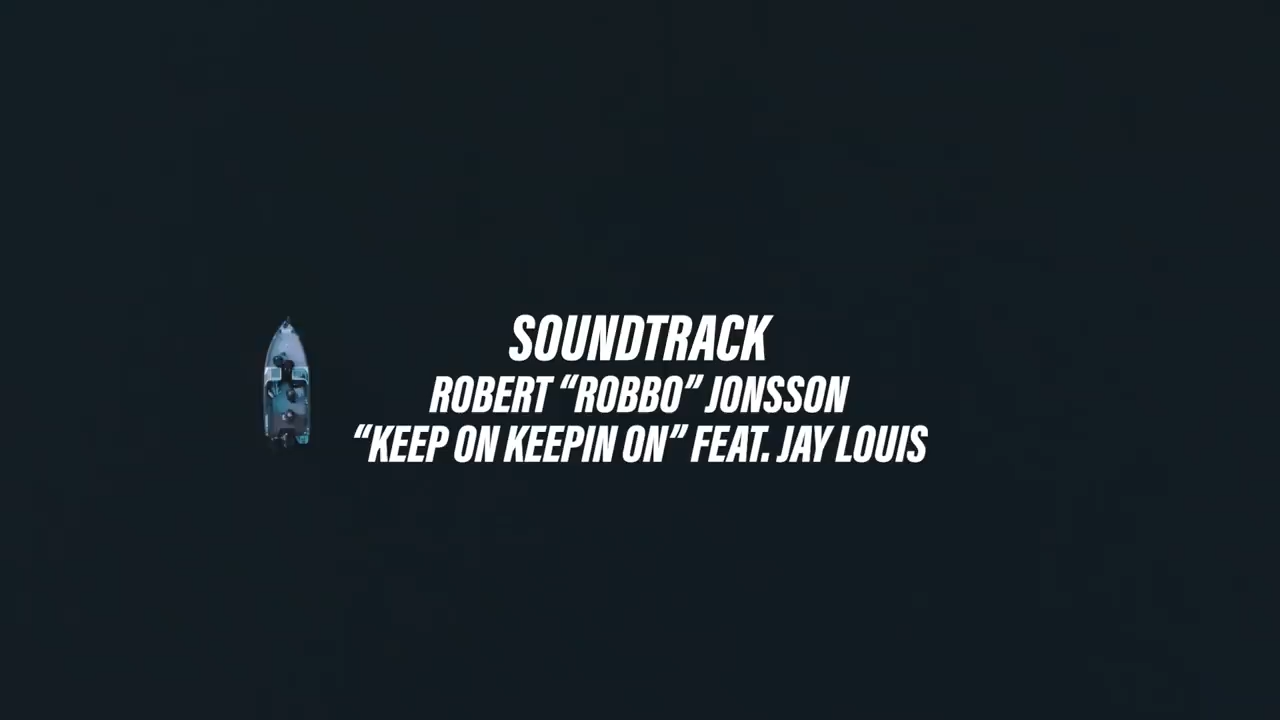 SOUNDTRACK
ROBERT “ROBBO” JONSSON
“KEEP ON KEEPIN ON” FEAT. JAY LOUIS